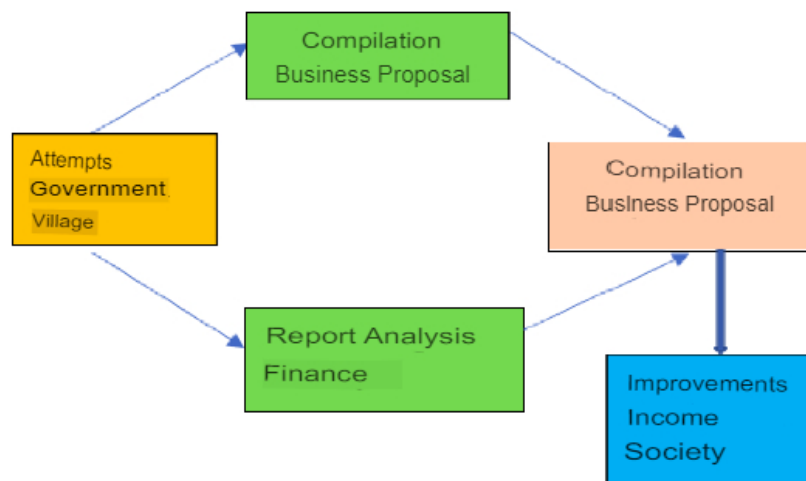 Compilation
Business Proposal
Attempts
Government
Village
Compilation
Business Proposal
Report Analysis
Finance
Improvements
Income
Society